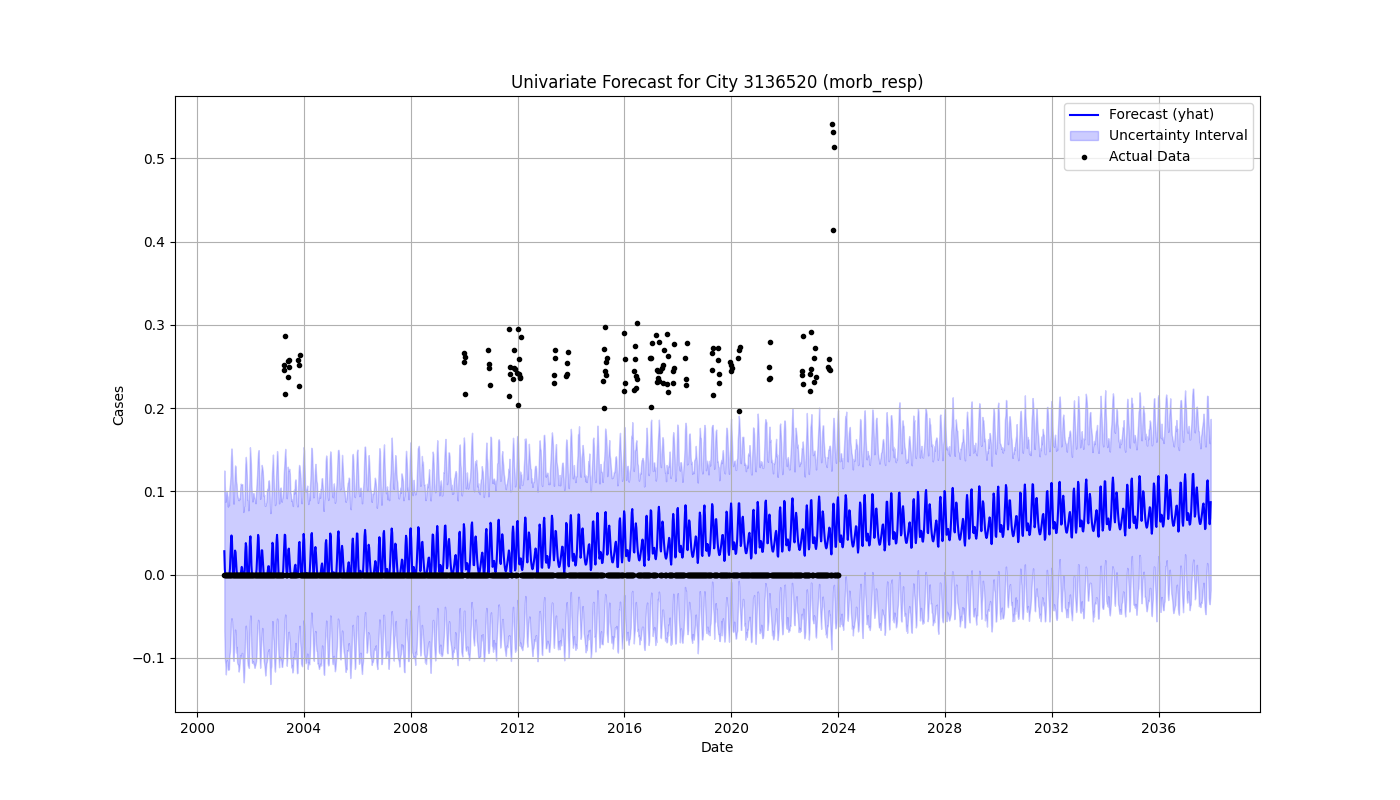 Univariate Forecast for City 3136520 (morb_resp)
Forecast (yhat)
Uncertainty Interval
Actual Data
Cases
0.5
0.4
0.3
0.2
0.1
0.0
−0.1
2000 2004 2008 2012 2016 2020 2024 2028 2032 2036
Date